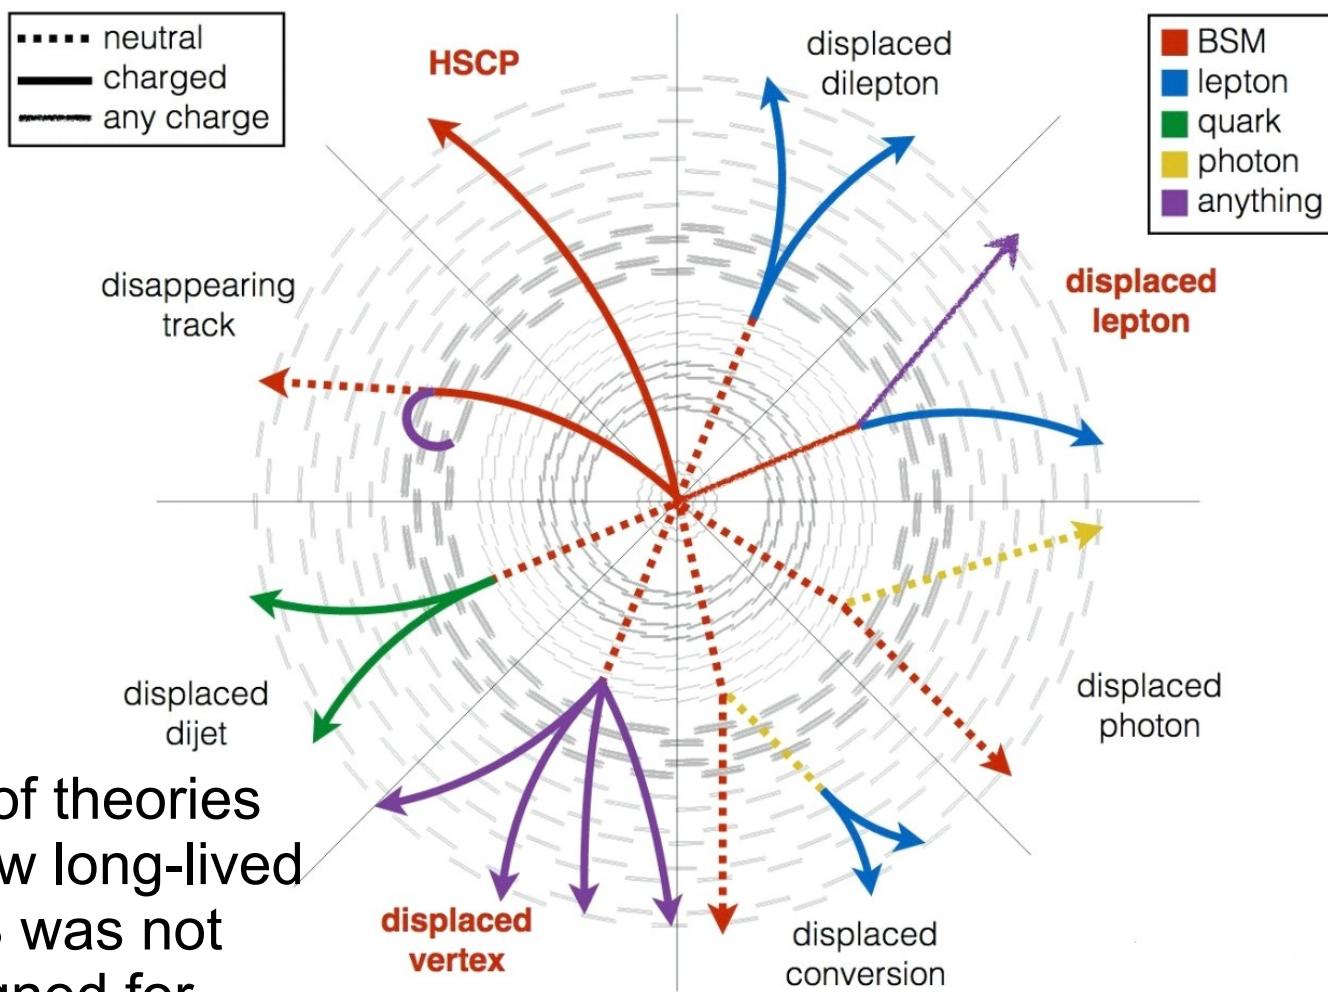 neutral
charged
any charge
HSCP
displaced
dilepton
BSM
lepton
quark
photon
anything
displaced
lepton
disappearing
track
displaced
dijet
displaced
photon
of theories
w long-lived
was not
displaced
vertex
displaced
conversion